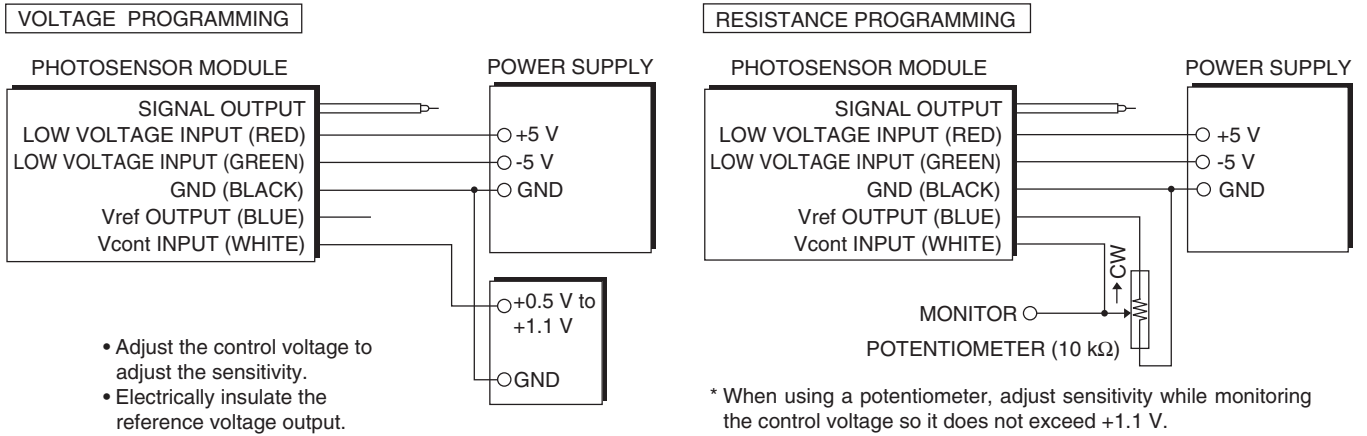 VOLTAGE PROGRAMMING
PHOTOSENSOR MODULE
POWER SUPPLY
SIGNAL OUTPUT
LOW VOLTAGE INPUT (RED)
+5 V
LOW VOLTAGE INPUT (GREEN)
-5 V
GND (BLACK)
GND
Vref OUTPUT (BLUE)
Vcont INPUT (WHITE)
+0.5 V to
+1.1 V
GND
• Adjust the control voltage to
adjust the sensitivity.
• Electrically insulate the
reference voltage output.
RESISTANCE PROGRAMMING
PHOTOSENSOR MODULE
POWER SUPPLY
SIGNAL OUTPUT
LOW VOLTAGE INPUT (RED)
+5 V
LOW VOLTAGE INPUT (GREEN)
-5 V
GND (BLACK)
GND
Vref OUTPUT (BLUE)
Vcont INPUT (WHITE)
CW
MONITOR
POTENTIOMETER (10 kΩ)
* When using a potentiometer, adjust sensitivity while monitoring
the control voltage so it does not exceed +1.1 V.